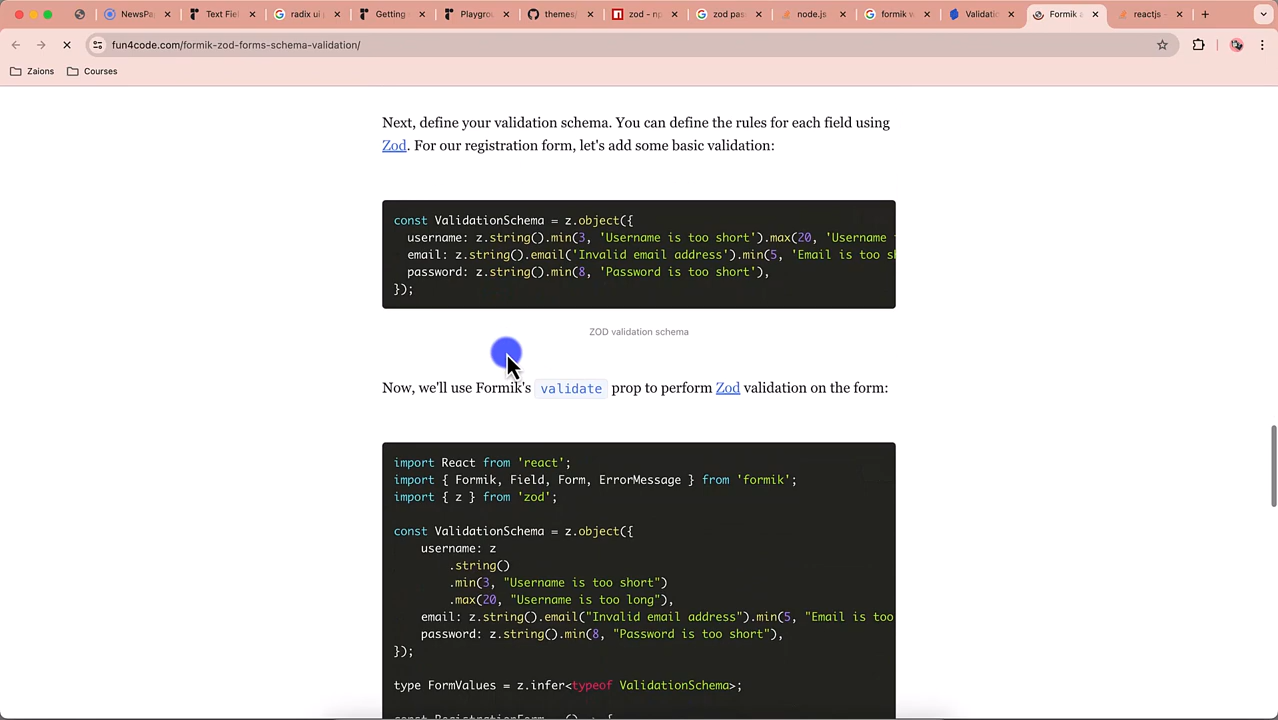 NewsPa
Text Fiel
radix ui
Getting
Playgrou
themes/
zod - np
zod pas
node.js
formik w
Validatio
Formik
reactjs -
fun4code.com/formik-zod-forms-schema-validation/
Zaions
Courses
Next, define your validation schema. You can define the rules for each field using
Zod. For our registration form, let's add some basic validation:
const ValidationSchema = z.object({
username: z.string().min(3, 'Username is too short').max(20, 'Username
email: z.string().email('Invalid email address').min(5, 'Email is too sh
password: z.string().min(8, 'Password is too short'),
});
ZOD validation schema
Now, we'll use Formik's validate prop to perform Zod validation on the form:
import React from 'react';
import { Formik, Field, Form, ErrorMessage } from 'formik';
import { z } from 'zod';
const ValidationSchema = z.object({
username: z
.string()
.min(3, "Username is too short")
.max(20, "Username is too long"),
email: z.string().email("Invalid email address").min(5, "Email is too
password: z.string().min(8, "Password is too short"),
});
type FormValues = z.infer<typeof ValidationSchema>;
const RegistrationForm = () => {